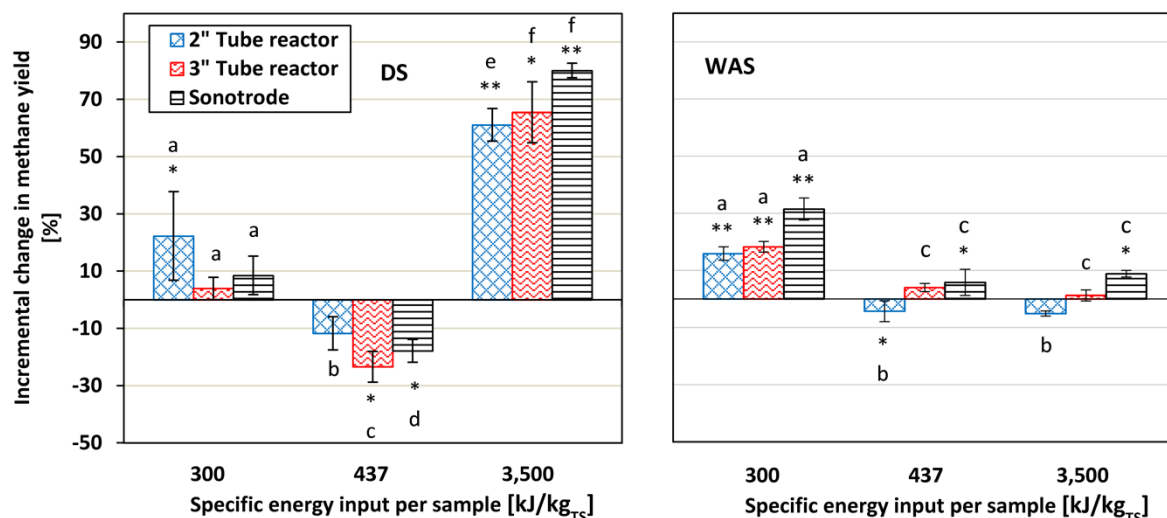 Incremental change in methane yield
[%]
90
70
50
30
10
-10
-30
-50
2" Tube reactor
3" Tube reactor
Sonotrode
DS
a
*
a
a
b
*
c
*
d
e
**
f
*
f
**
300
437
3,500
Specific energy input per sample [kJ/kgTS]
WAS
a
**
a
**
a
**
*
b
c
c
*
b
c
c
*
300
437
3,500
Specific energy input per sample [kJ/kgTS]